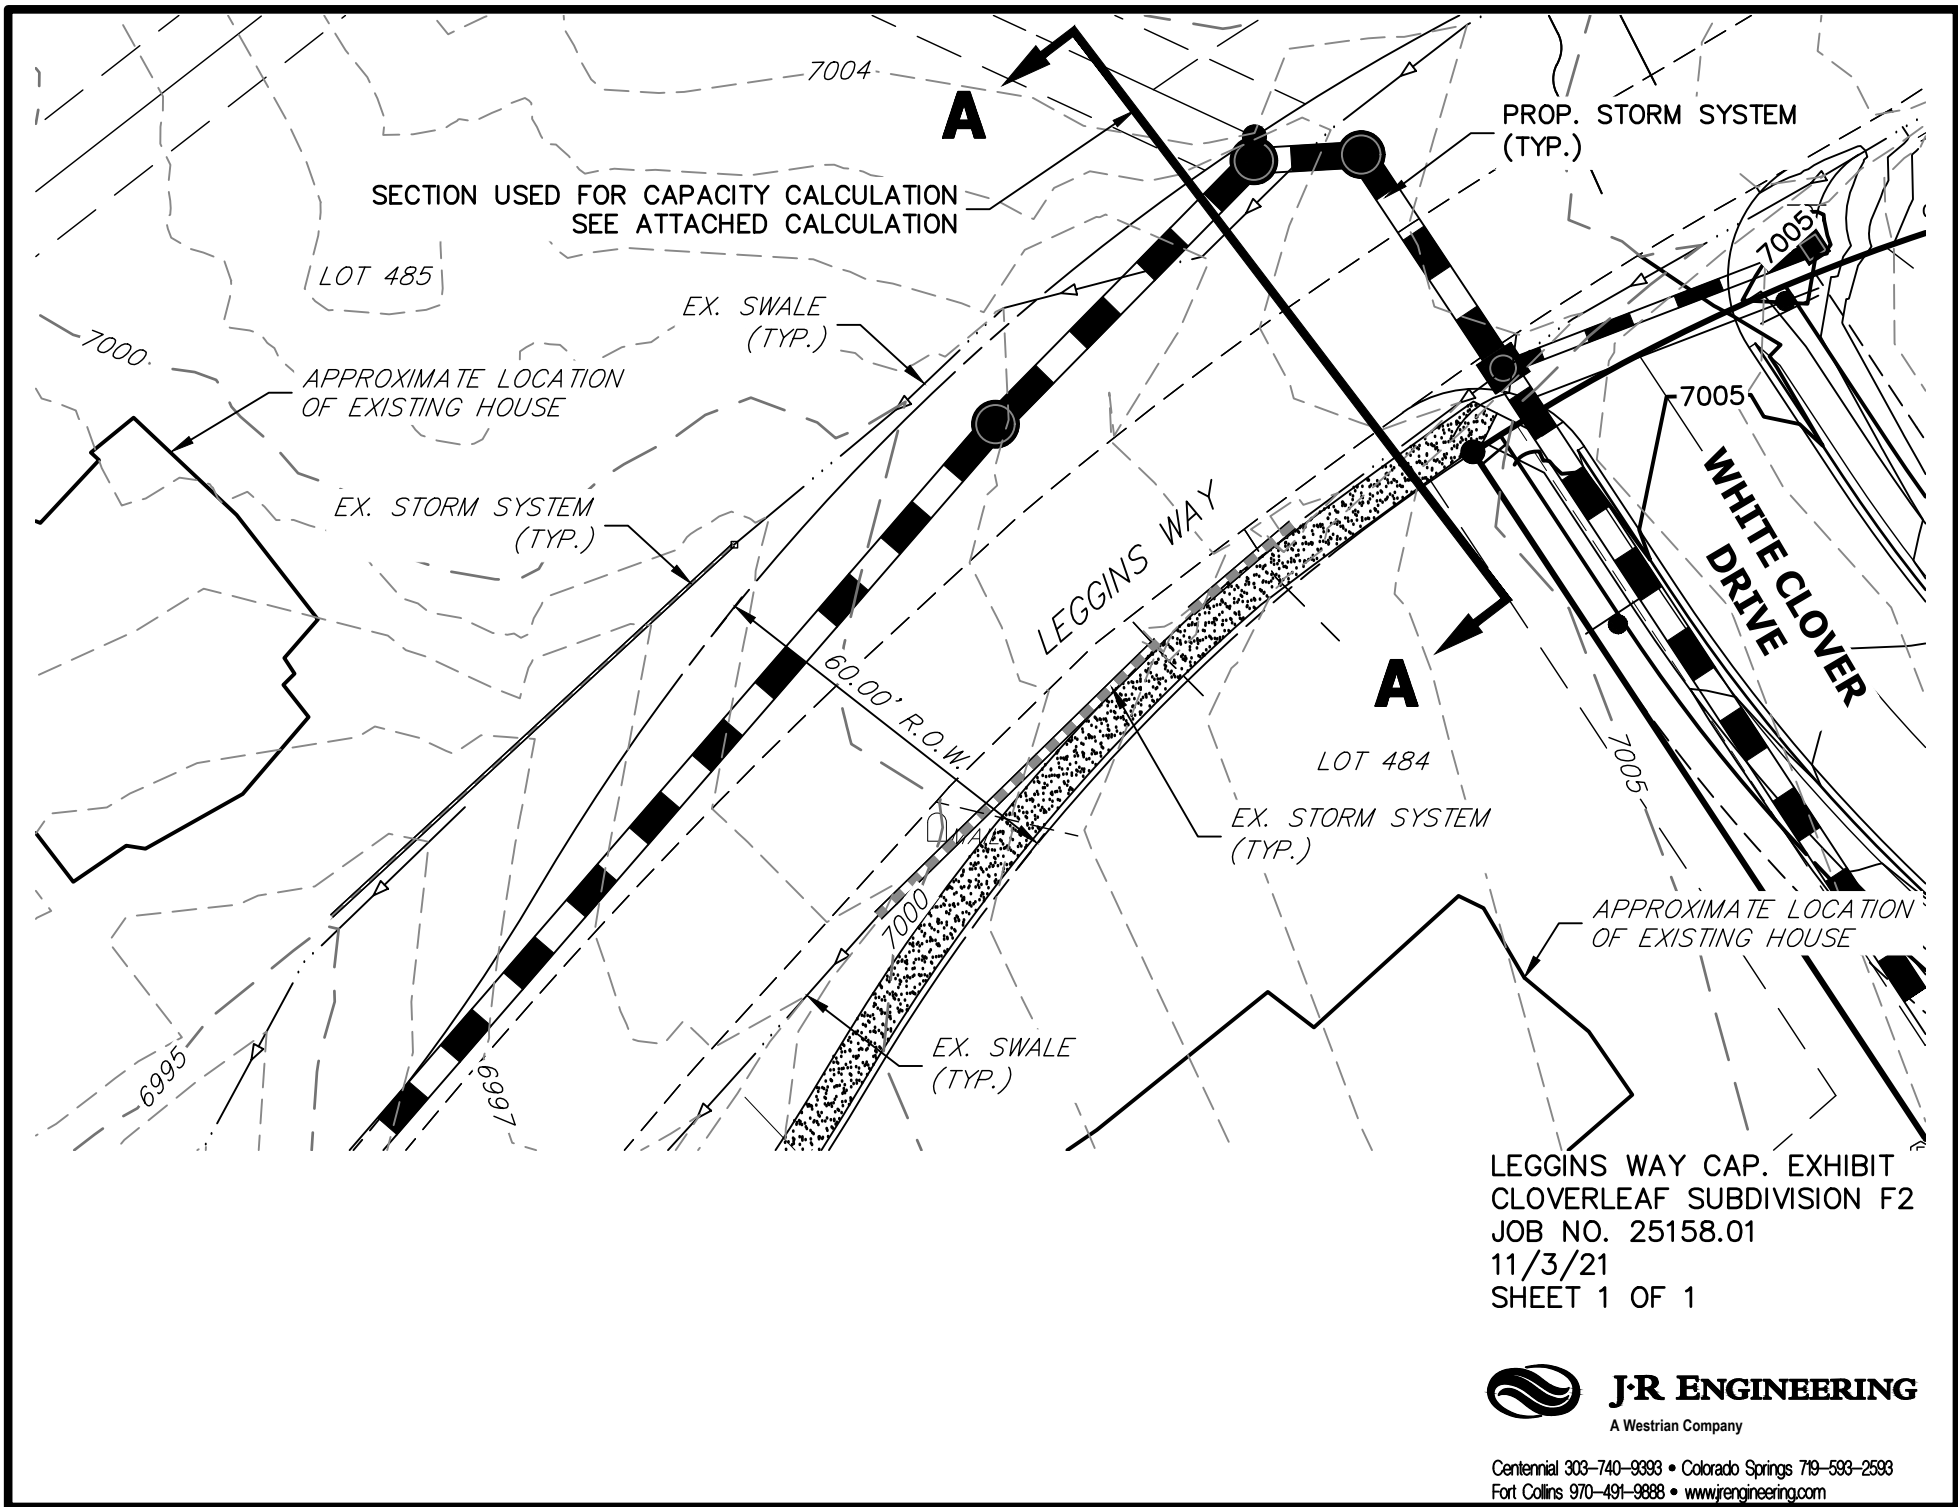 7004
A
PROP. STORM SYSTEM
(TYP.)
SECTION USED FOR CAPACITY CALCULATION
SEE ATTACHED CALCULATION
7005
LOT 485
EX. SWALE
(TYP.)
7000
APPROXIMATE LOCATION
OF EXISTING HOUSE
7005
EX. STORM SYSTEM
(TYP.)
LEGGINS WAY
WHITE CLOVER
DRIVE
60.00' R.O.W.
A
LOT 484
7005
EX. STORM SYSTEM
(TYP.)
7000
APPROXIMATE LOCATION
OF EXISTING HOUSE
EX. SWALE
(TYP.)
6995
6997
LEGGINS WAY CAP. EXHIBIT
CLOVERLEAF SUBDIVISION F2
JOB NO. 25158.01
11/3/21
SHEET 1 OF 1
J·R ENGINEERING
A Westrian Company
Centennial 303–740–9393 • Colorado Springs 719–593–2593
Fort Collins 970–491–9888 • www.jrengineering.com